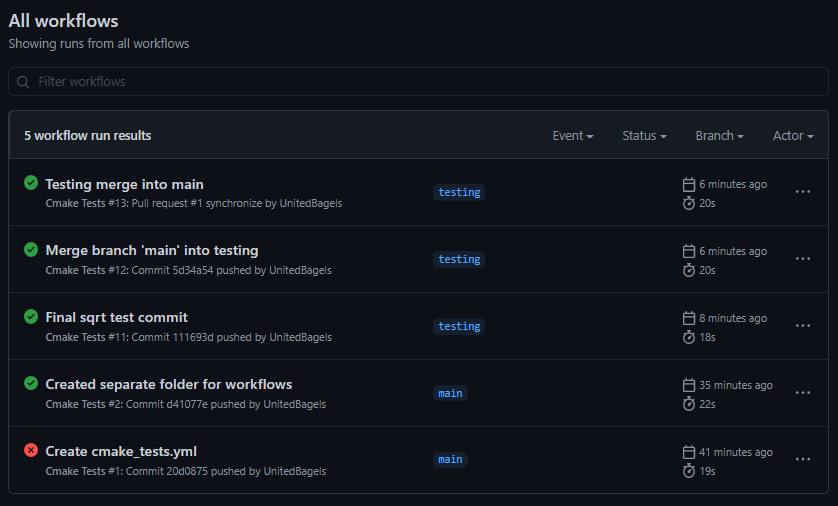 All workflows
Showing runs from all workflows
Filter workflows
5 workflow run results
Event Status Branch Actor
Testing merge into main
Cmake Tests #13: Pull request #1 synchronize by UnitedBagels
testing
6 minutes ago
20s
Merge branch 'main' into testing
Cmake Tests #12: Commit 5d34a54 pushed by UnitedBagels
testing
6 minutes ago
20s
Final sqrt test commit
Cmake Tests #11: Commit 111693d pushed by UnitedBagels
testing
8 minutes ago
18s
Created separate folder for workflows
Cmake Tests #2: Commit d41077e pushed by UnitedBagels
main
35 minutes ago
22s
Create cmake_tests.yml
Cmake Tests #1: Commit 20d0875 pushed by UnitedBagels
main
41 minutes ago
19s